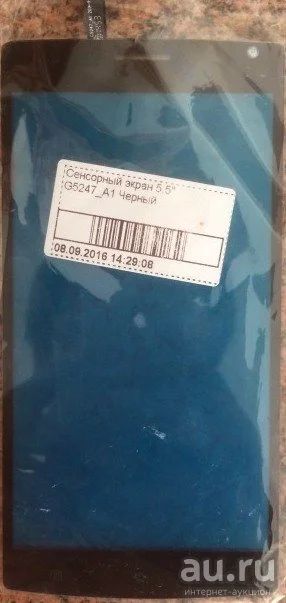 Сенсорный экран 5.5"
G5247_A1 Черный
08.09.2016 14:29:08
au.ru
интернет-аукцион